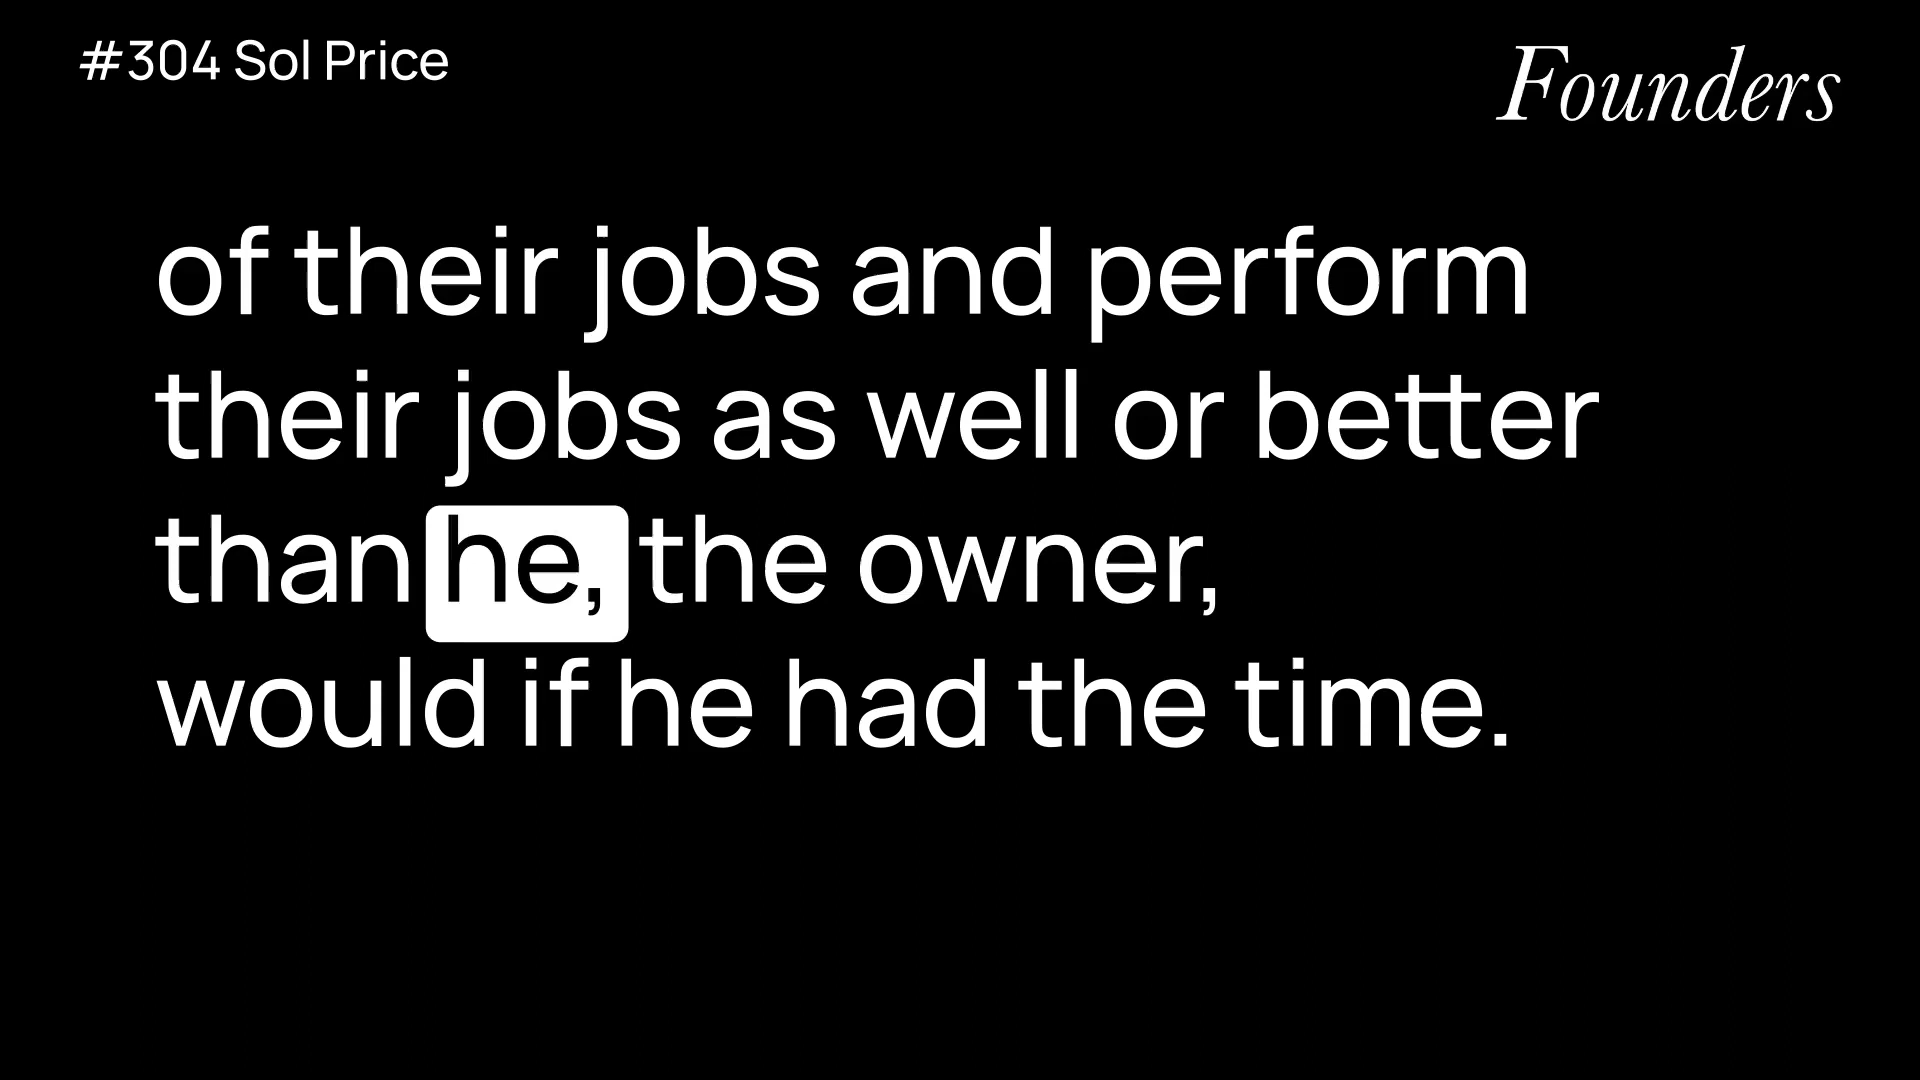 #304 Sol Price
Founders
of their jobs and perform
their jobs as well or better
than he, the owner,
would if he had the time.